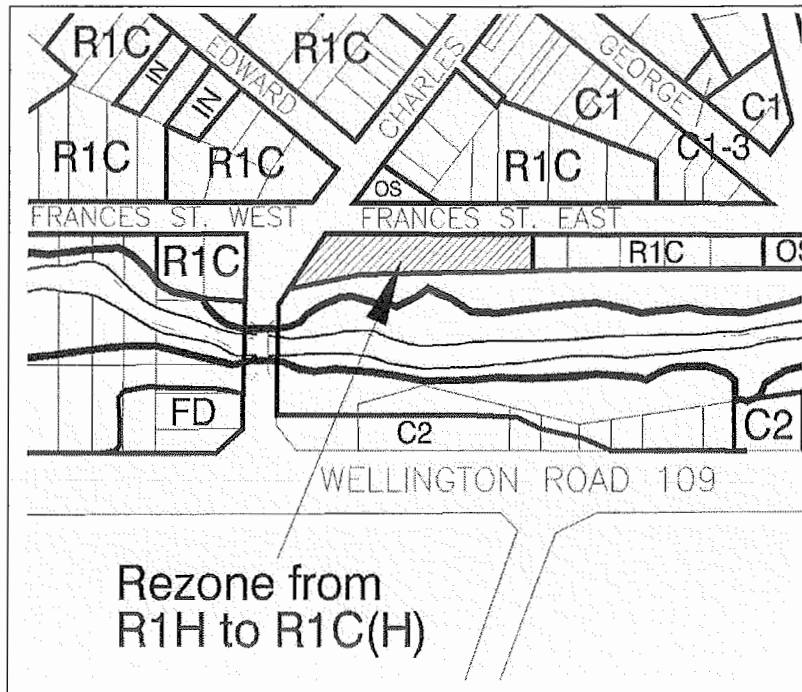 R1C
IN
IN
EDWARD
R1C
CHARLES
GEORGE
C1
C1
C1-3
R1C
R1C
R1C
OS
FRANCES ST. WEST
FRANCES ST. EAST
R1C
R1C
OS
FD
C2
C2
WELLINGTON ROAD 109
Rezone from
R1H to R1C(H)